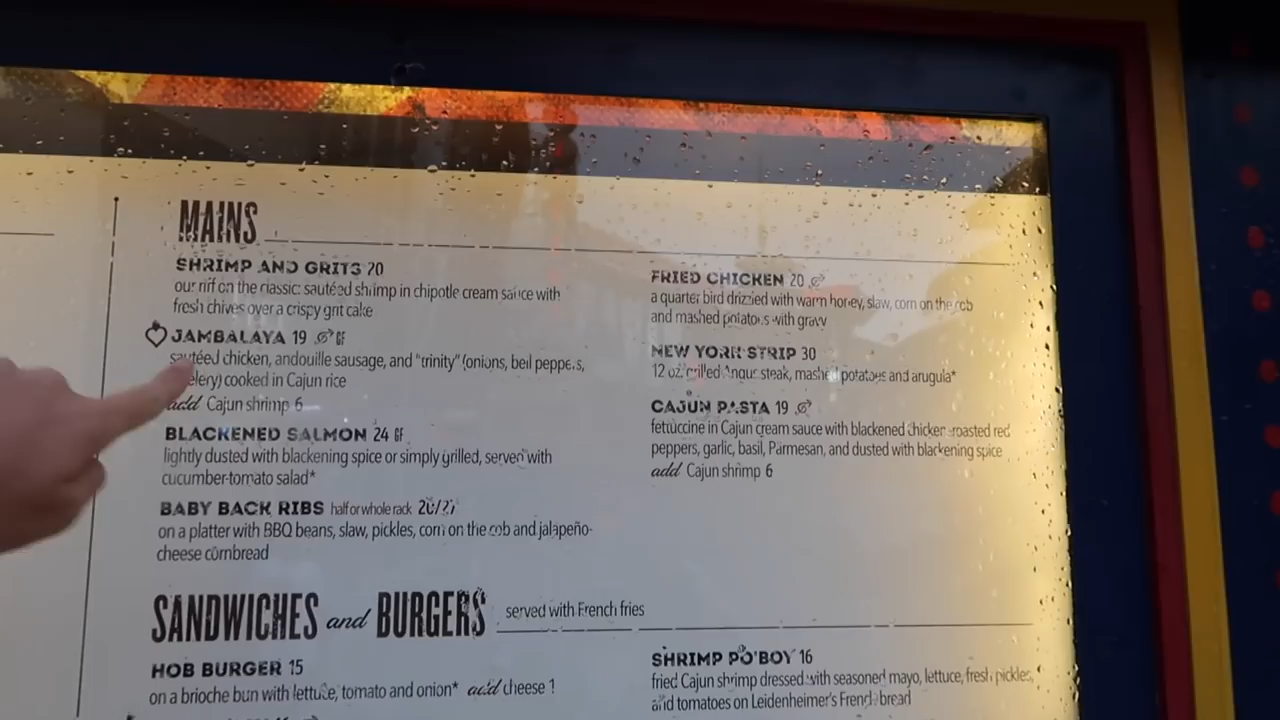 MAINS
SHRIMP AND GRITS 20
our riff on the classic: sautéed shrimp in chipotle cream sauce with
fresh chives over a crispy grit cake
JAMBALAYA 19 GF
sautéed chicken, andouille sausage, and "trinity" (onions, bell peppers,
celery) cooked in Cajun rice
add Cajun shrimp 6
BLACKENED SALMON 24 GF
lightly dusted with blackening spice or simply grilled, served with
cucumber-tomato salad*
BABY BACK RIBS half or whole rack
on a platter with BBQ beans, slaw, pickles, corn on the cob and jalapeño-
cheese cornbread
FRIED CHICKEN 20
a quarter bird drizzled with warm honey, slaw, corn on the cob
and mashed potatoes with gravy
NEW YORK STRIP 30
12 oz. grilled Angus steak, mashed potatoes and arugula*
CAJUN PASTA 19
fettuccine in Cajun cream sauce with blackened chicken, roasted red
peppers, garlic, basil, Parmesan, and dusted with blackening spice
add Cajun shrimp 6
SANDWICHES and BURGERS served with French fries
HOB BURGER 15
on a brioche bun with lettuce, tomato and onion* add cheese 1
SHRIMP PO'BOY 16
fried Cajun shrimp dressed with seasoned mayo, lettuce, fresh pickles,
and tomatoes on Leidenheimer's French bread